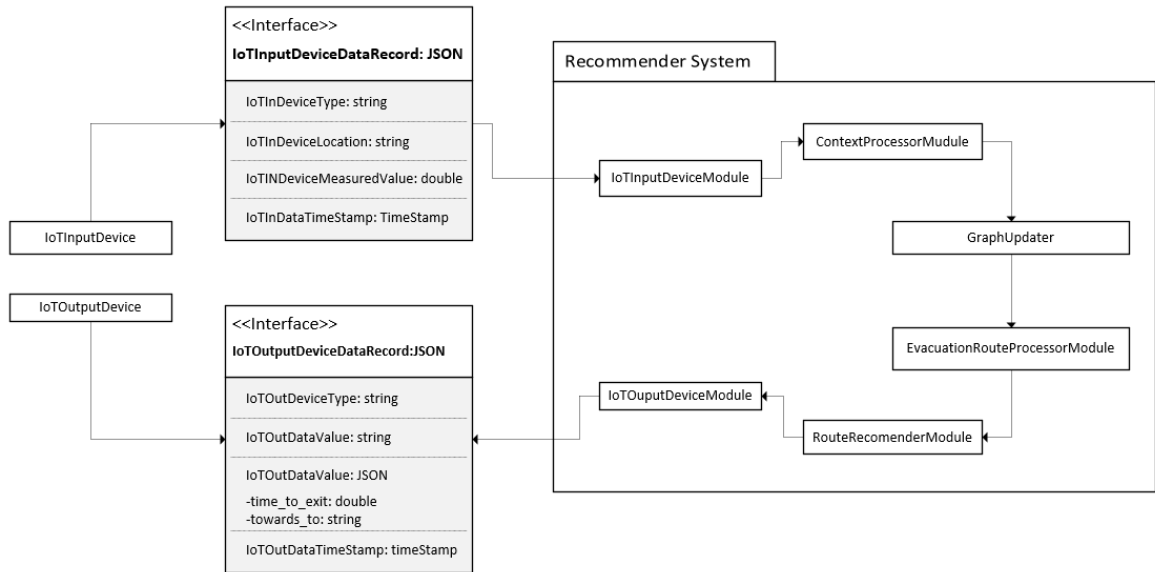 <<Interface>>
IoTInputDeviceDataRecord: JSON
IoTInDeviceType: string
IoTInDeviceLocation: string
IoTINDeviceMeasuredValue: double
IoTInDataTimeStamp: TimeStamp
IoTInputDevice
IoTOutputDevice
<<Interface>>
IoTOutputDeviceDataRecord:JSON
IoTOutDeviceType: string
IoTOutDataValue: string
IoTOutDataValue: JSON
-time_to_exit: double
-towards_to: string
IoTOutDataTimeStamp: timeStamp
Recommender System
IoTInputDeviceModule
ContextProcessorMudule
GraphUpdater
EvacuationRouteProcessorModule
RouteRecomenderModule
IoTOuputDeviceModule